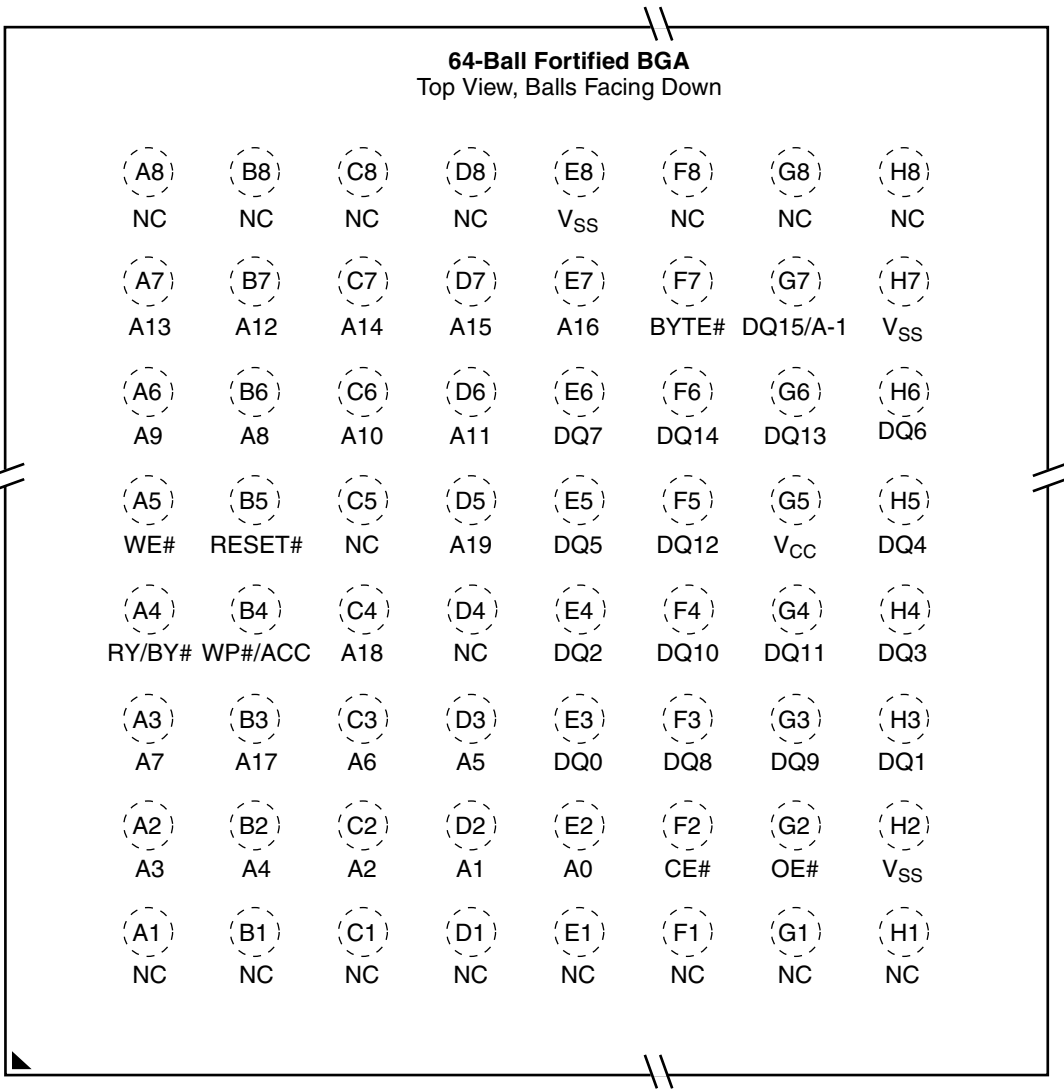 64-Ball Fortified BGA
Top View, Balls Facing Down
A8 B8 C8 D8 E8 F8 G8 H8
NC NC NC NC VSS NC NC NC
A7 B7 C7 D7 E7 F7 G7 H7
A13 A12 A14 A15 A16 BYTE# DQ15/A-1 VSS
A6 B6 C6 D6 E6 F6 G6 H6
A9 A8 A10 A11 DQ7 DQ14 DQ13 DQ6
A5 B5 C5 D5 E5 F5 G5 H5
WE# RESET# NC A19 DQ5 DQ12 VCC DQ4
A4 B4 C4 D4 E4 F4 G4 H4
RY/BY# WP#/ACC A18 NC DQ2 DQ10 DQ11 DQ3
A3 B3 C3 D3 E3 F3 G3 H3
A7 A17 A6 A5 DQ0 DQ8 DQ9 DQ1
A2 B2 C2 D2 E2 F2 G2 H2
A3 A4 A2 A1 A0 CE# OE# VSS
A1 B1 C1 D1 E1 F1 G1 H1
NC NC NC NC NC NC NC NC